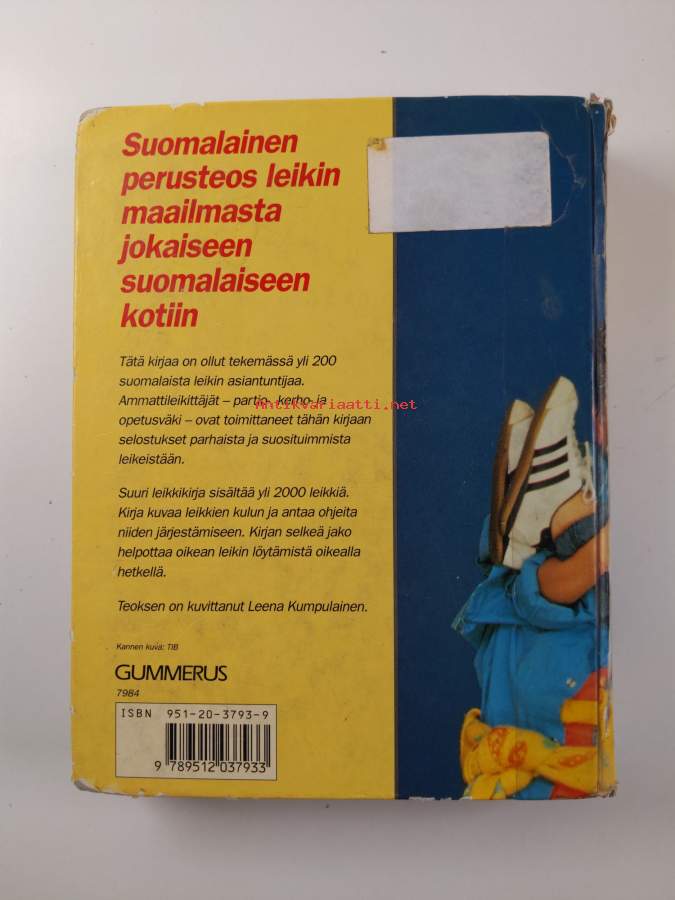 Suomalainen
perusteos leikin
maailmasta
jokaiseen
suomalaiseen
kotiin
Tätä kirjaa on ollut tekemässä yli 200
suomalaista leikin asiantuntijaa.
Ammattileikittäjät – partio-, kerho- ja
opetusväki – ovat toimittaneet tähän kirjaan
selostukset parhaista ja suosituimmista
leikeistään.
Antikvariaatti.net
Suuri leikkikirja sisältää yli 2000 leikkiä.
Kirja kuvaa leikkien kulun ja antaa ohjeita
niiden järjestämiseen. Kirjan selkeä jako
helpottaa oikean leikin löytämistä oikealla
hetkellä.
Teoksen on kuvittanut Leena Kumpulainen.
Kannen kuva: TIB
GUMMERUS
7984
ISBN 951-20-3793-9
9 789512 037933